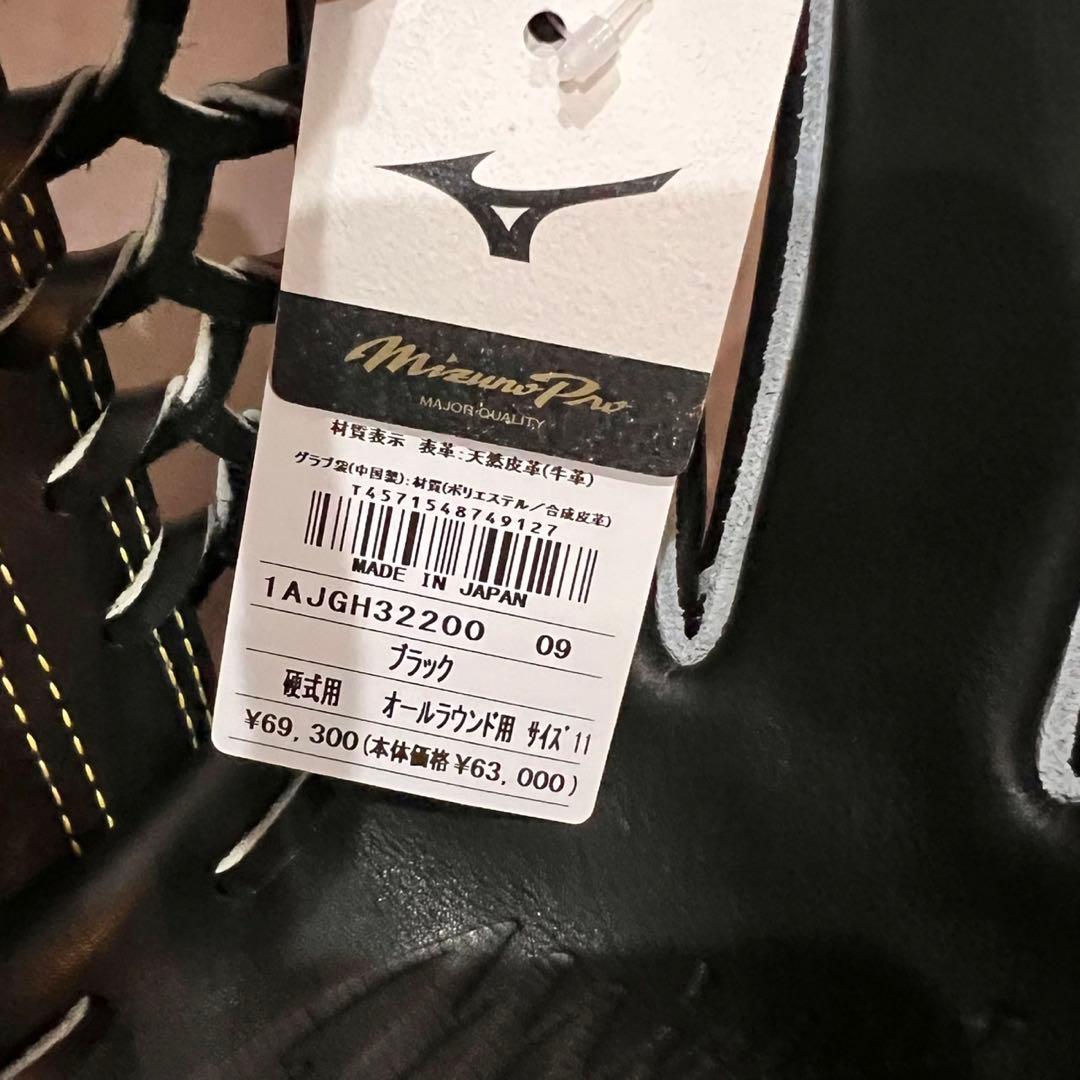 Mizuno Pro
MAJOR QUALITY
材質表示 表革:天然皮革(牛革)
グラブ袋(中国製):材質(ポリエステル/合成皮革)
T4571548749127
MADE IN JAPAN
1AJGH32200 09
ブラック
硬式用 オールラウンド用 サイズ11
¥69,300(本体価格¥63,000)